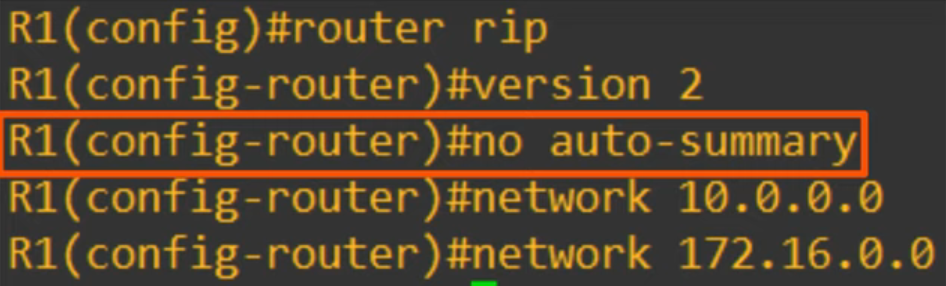 R1(config)#router rip
R1(config-router)#version 2
R1(config-router)#no auto-summary
R1(config-router)#network 10.0.0.0
R1(config-router)#network 172.16.0.0